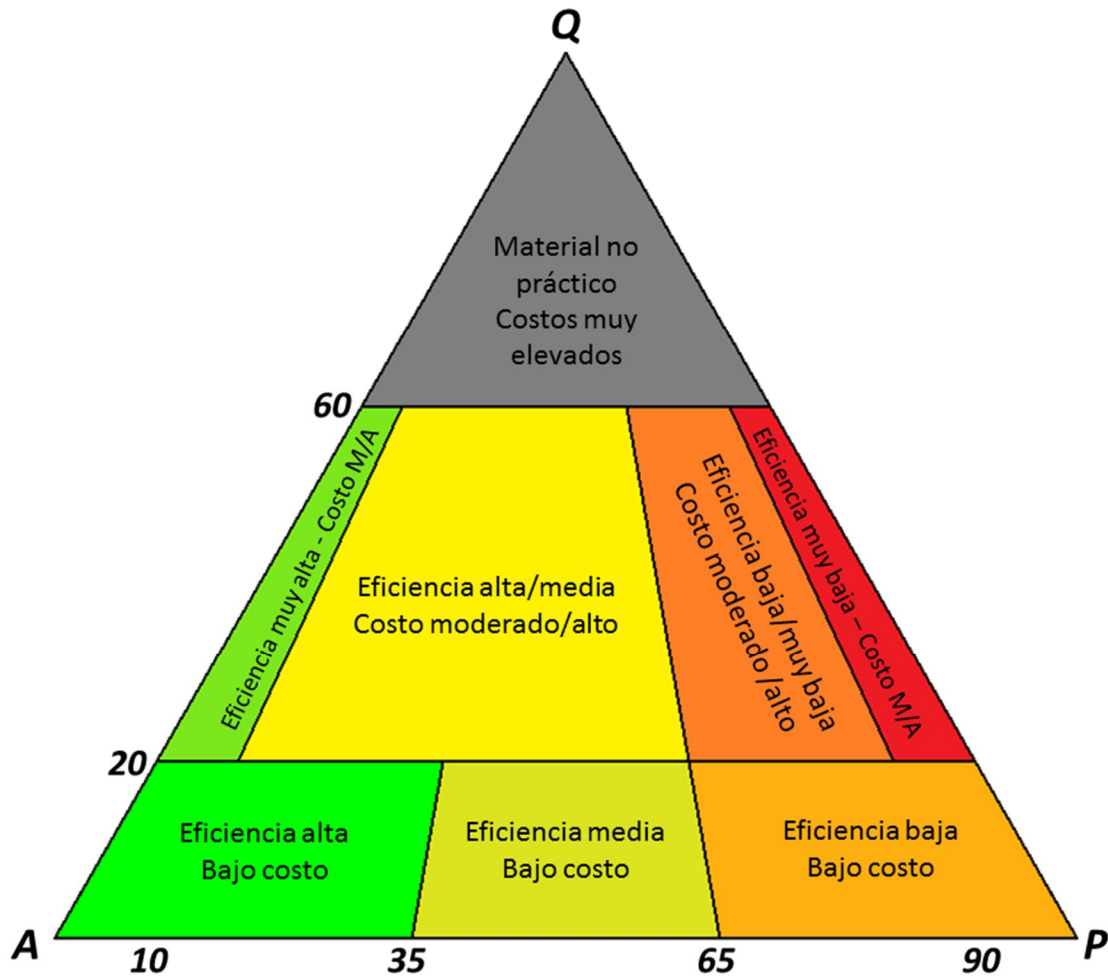 Q
Material no
práctico
Costos muy
elevados
60
Eficiencia muy alta - Costo M/A
Eficiencia alta/media
Costo moderado/alto
Eficiencia baja/muy baja
Costo moderado /alto
Eficiencia muy baja – Costo M/A
20
Eficiencia alta
Bajo costo
Eficiencia media
Bajo costo
Eficiencia baja
Bajo costo
A
P
10
35
65
90